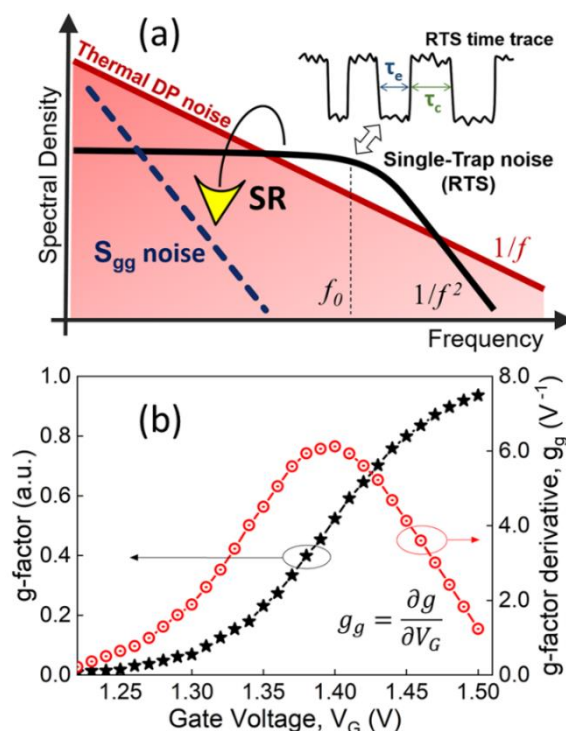 (a)
RTS time trace
τe
τc
Thermal DP noise
Single-Trap noise
(RTS)
SR
Sgg noise
1/f
f0
1/f²
Spectral Density
Frequency
(b)
1.0
0.8
0.6
0.4
0.2
0.0
8.0
6.0
4.0
2.0
0.0
g-factor (a.u.)
g-factor derivative, gg (V⁻¹)
gg = ∂g/∂VG
1.25 1.30 1.35 1.40 1.45 1.50
Gate Voltage, VG (V)